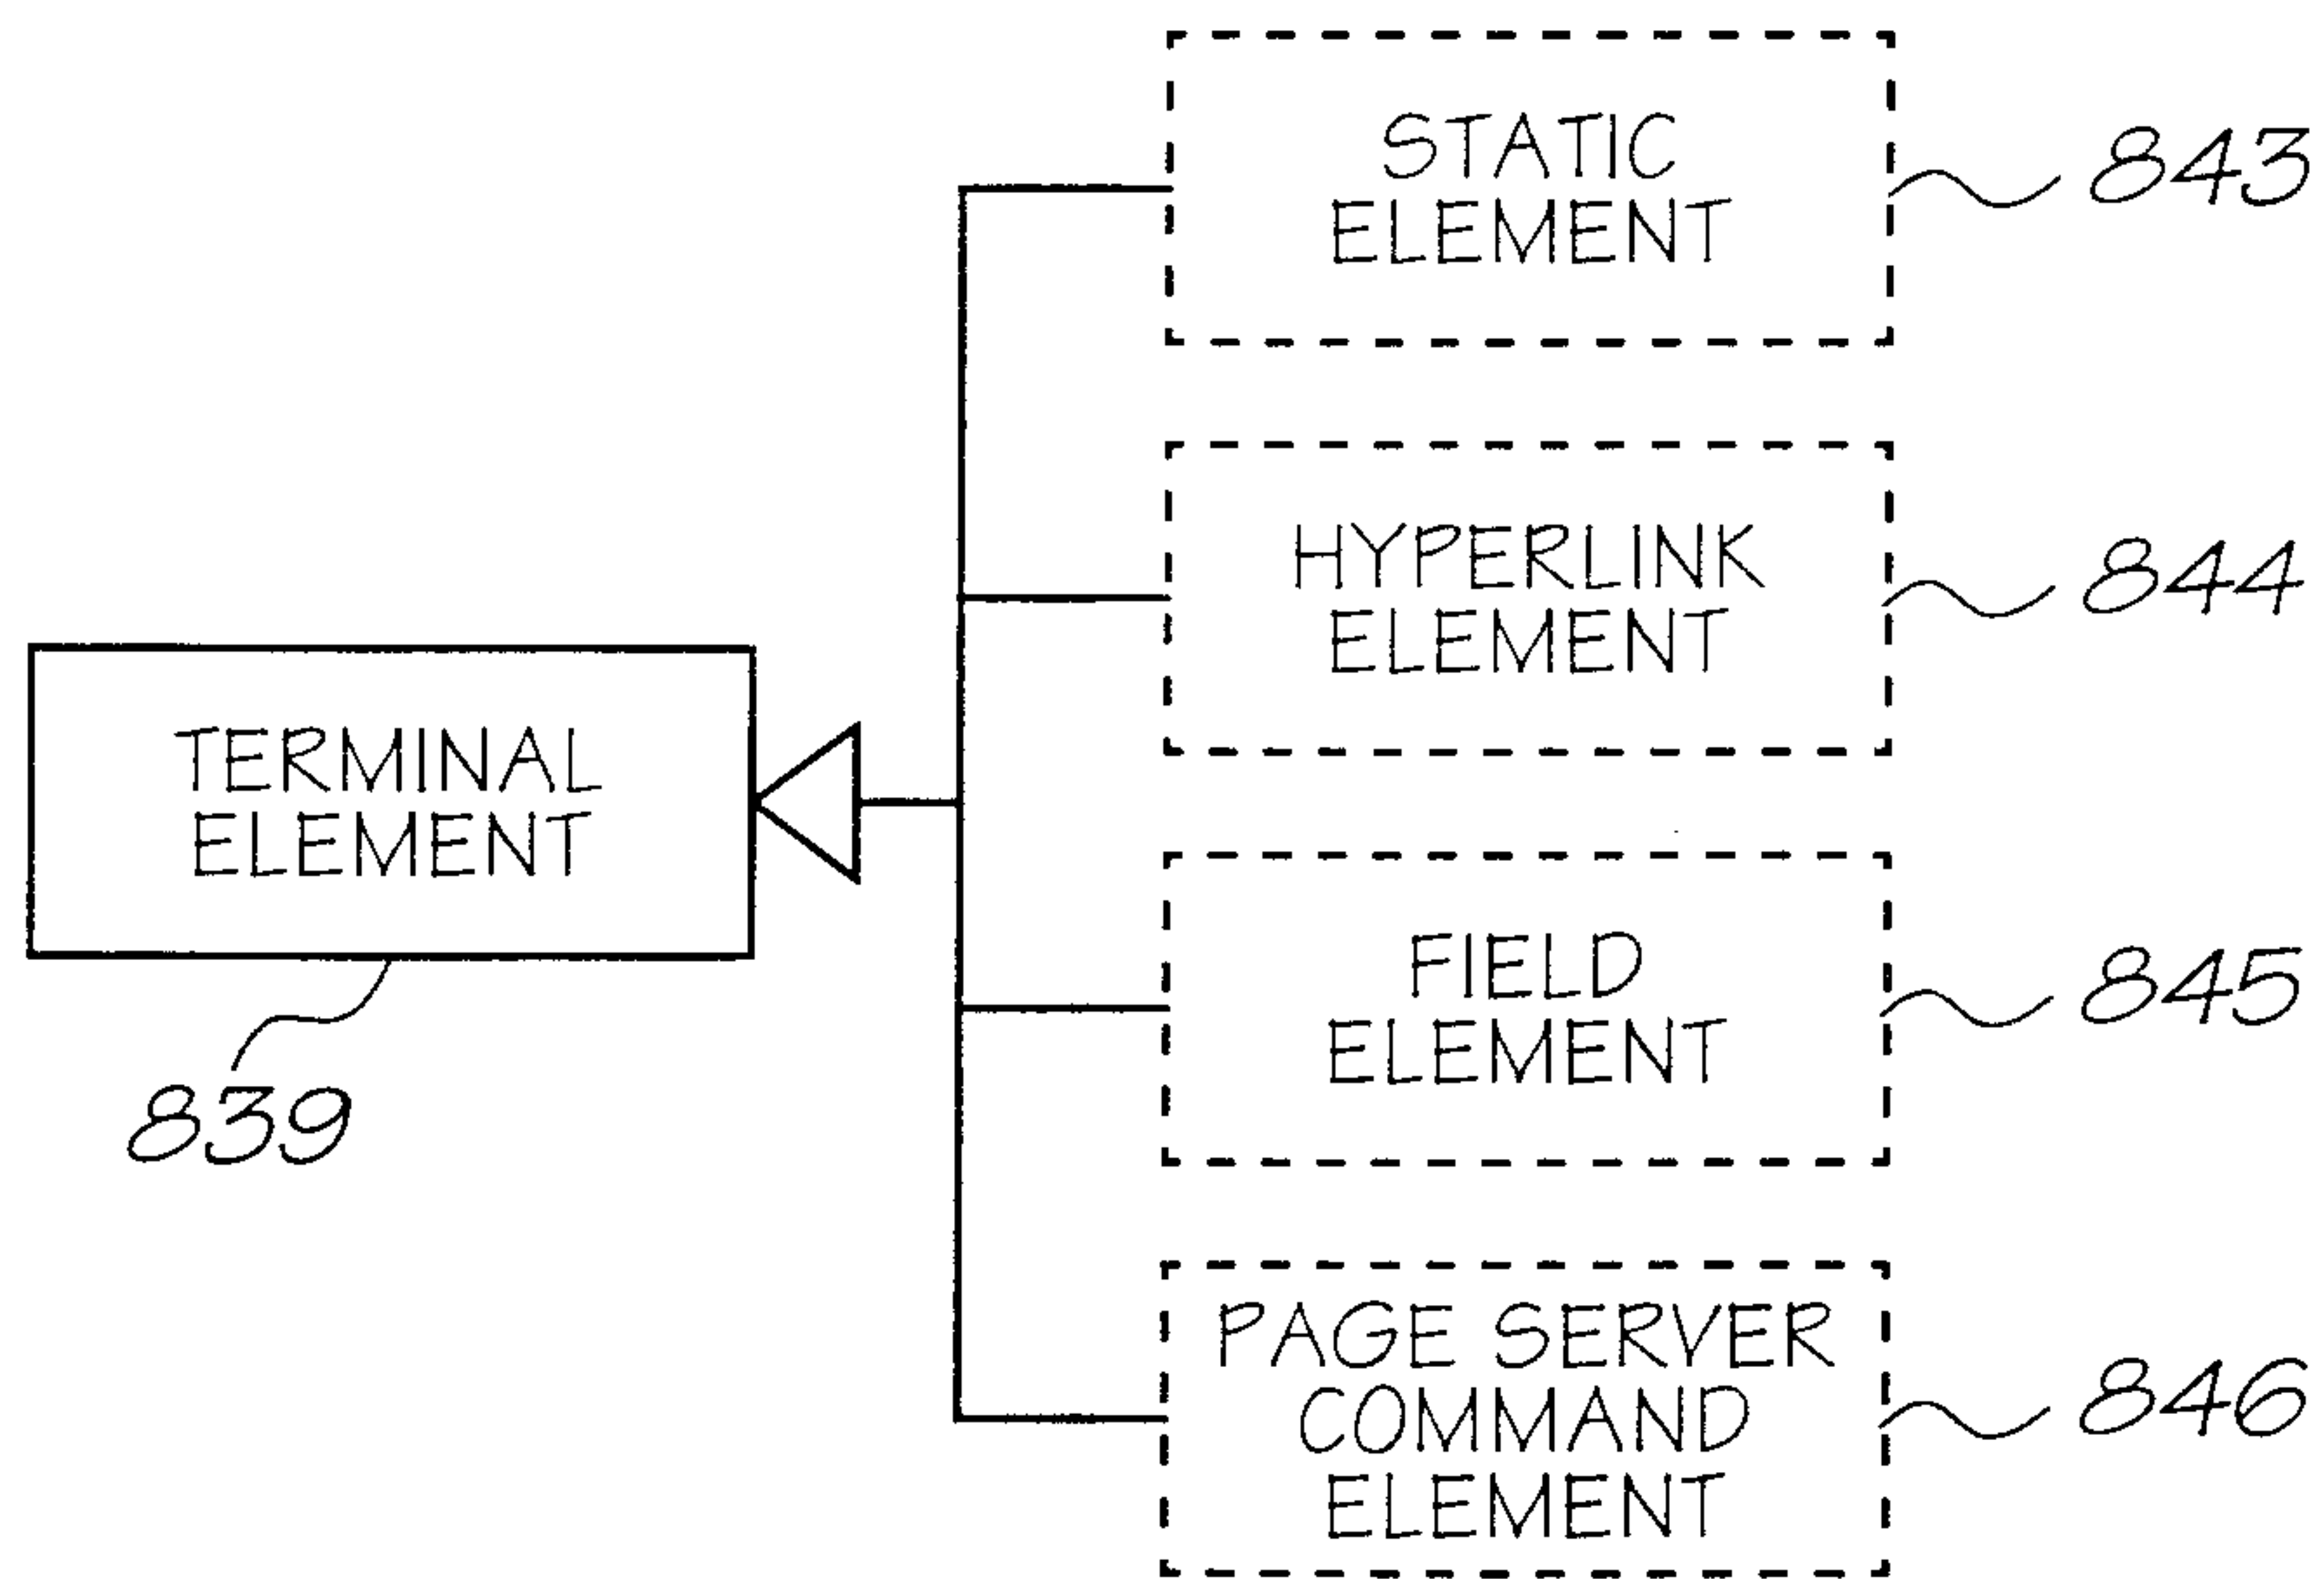 STATIC
ELEMENT
843
HYPERLINK
ELEMENT
844
TERMINAL
ELEMENT
839
FIELD
ELEMENT
845
PAGE SERVER
COMMAND
ELEMENT
846